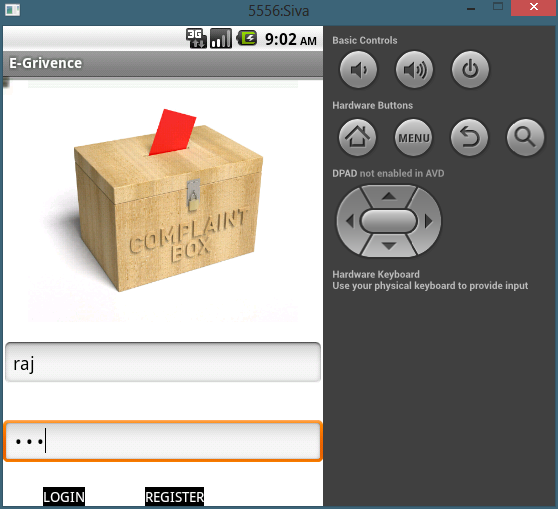 5556:Siva
3G 9:02 AM
E-Grivence
COMPLAINT
BOX
raj
•••
LOGIN REGISTER
Basic Controls
Hardware Buttons
MENU
DPAD not enabled in AVD
Hardware Keyboard
Use your physical keyboard to provide input